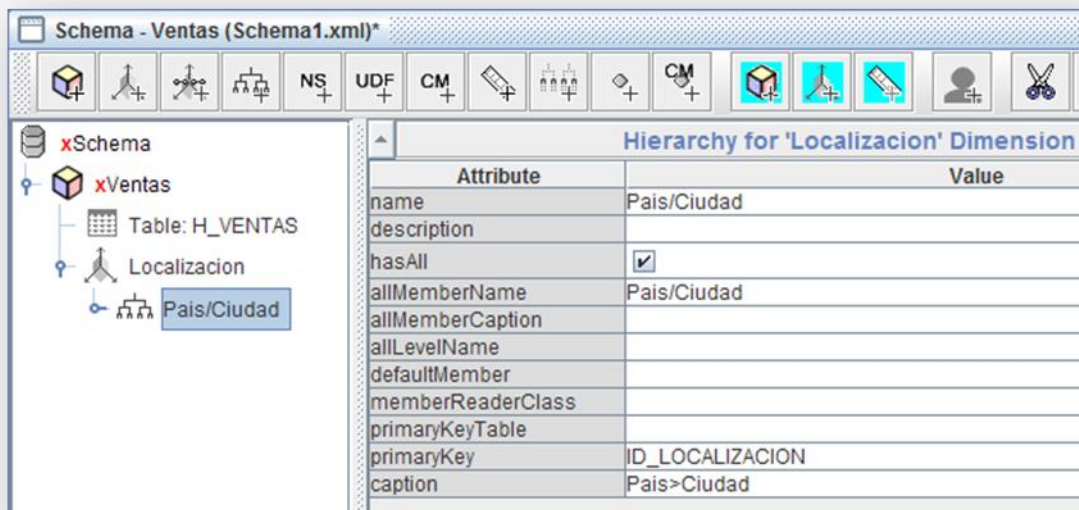 Schema - Ventas (Schema1.xml)*
NS UDF CM CM
xSchema
xVentas
Table: H_VENTAS
Localizacion
Pais/Ciudad
Hierarchy for 'Localizacion' Dimension
Attribute Value
name Pais/Ciudad
description
hasAll
allMemberName Pais/Ciudad
allMemberCaption
allLevelName
defaultMember
memberReaderClass
primaryKeyTable
primaryKey ID_LOCALIZACION
caption Pais>Ciudad